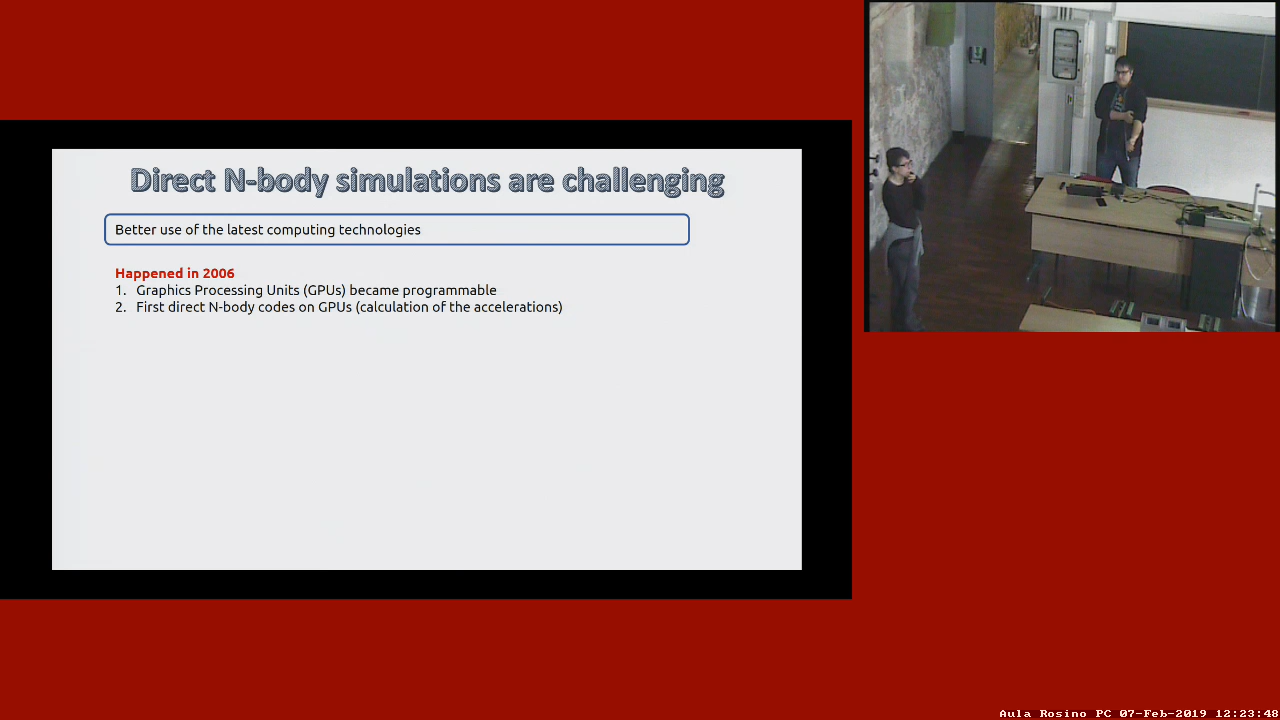 Direct N-body simulations are challenging
Better use of the latest computing technologies
Happened in 2006
1. Graphics Processing Units (GPUs) became programmable
2. First direct N-body codes on GPUs (calculation of the accelerations)
Aula Rosino PC 07-Feb-2019 12:23:48